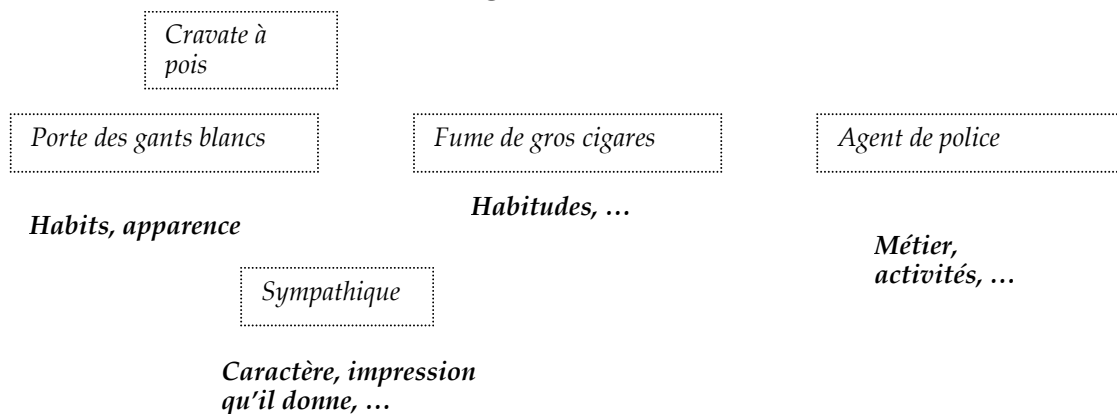 Cravate à
pois
Porte des gants blancs
Fume de gros cigares
Agent de police
Habits, apparence
Habitudes, …
Métier,
activités, …
Sympathique
Caractère, impression
qu’il donne, …